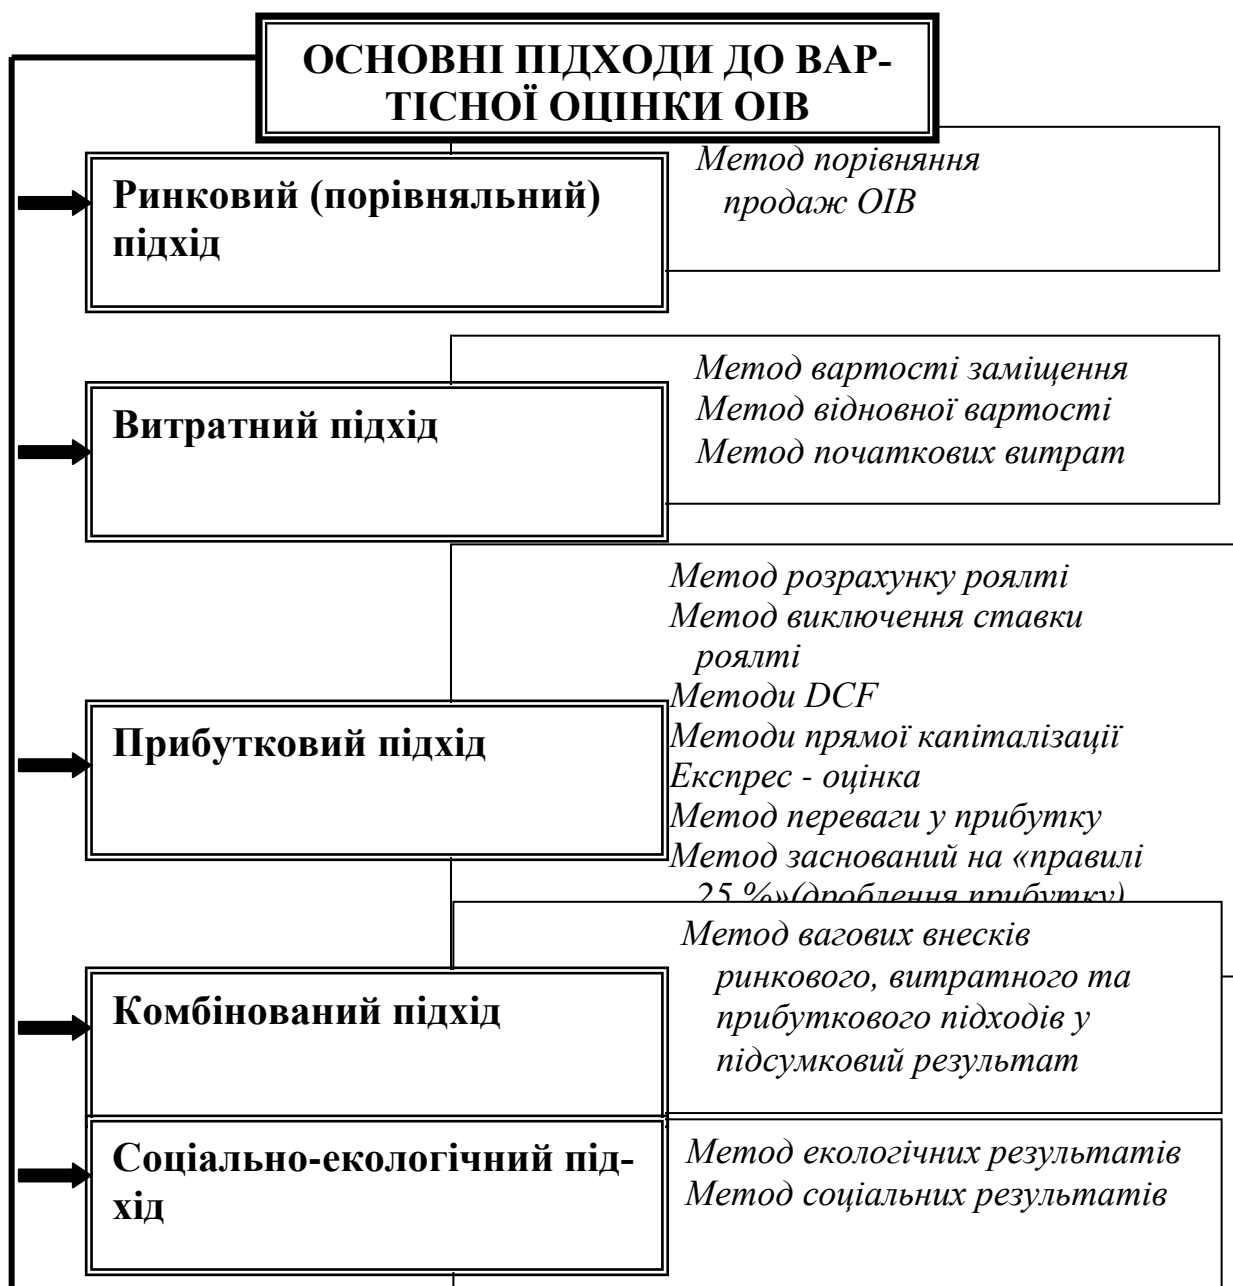 ОСНОВНІ ПІДХОДИ ДО ВАР-
ТІСНОЇ ОЦІНКИ ОІВ
Ринковий (порівняльний)
підхід
Метод порівняння
продаж ОІВ
Витратний підхід
Метод вартості заміщення
Метод відновної вартості
Метод початкових витрат
Прибутковий підхід
Метод розрахунку роялті
Метод виключення ставки
роялті
Методи DCF
Методи прямої капіталізації
Експрес - оцінка
Метод переваги у прибутку
Метод заснований на «правилі
25 %»(дроблення прибутку)
Комбінований підхід
Метод вагових внесків
ринкового, витратного та
прибуткового підходів у
підсумковий результат
Соціально-екологічний під-
хід
Метод екологічних результатів
Метод соціальних результатів